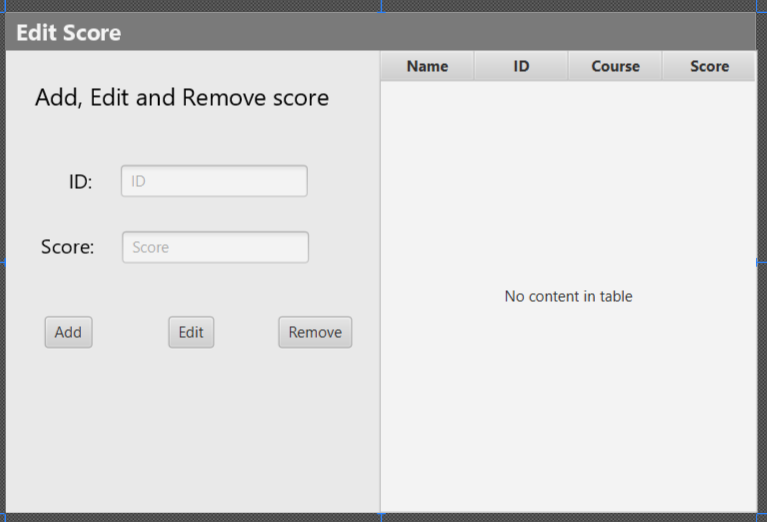 Edit Score
Name ID Course Score
Add, Edit and Remove score
ID: ID
Score: Score
Add Edit Remove
No content in table